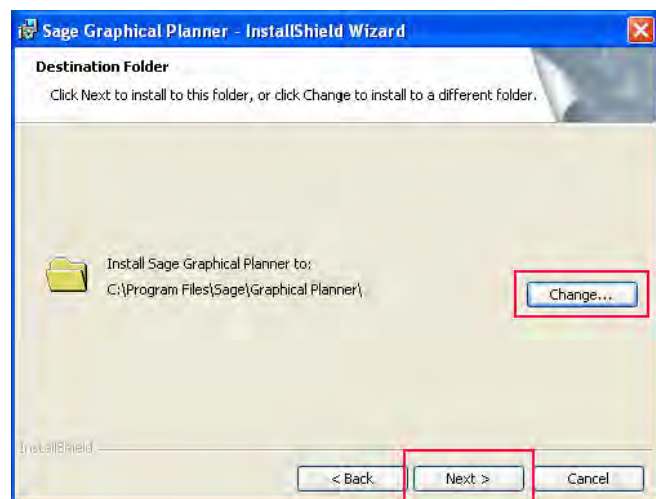 Sage Graphical Planner - InstallShield Wizard
Destination Folder
Click Next to install to this folder, or click Change to install to a different folder.
Install Sage Graphical Planner to:
C:\Program Files\Sage\Graphical Planner\
Change...
InstallShield
< Back
Next >
Cancel